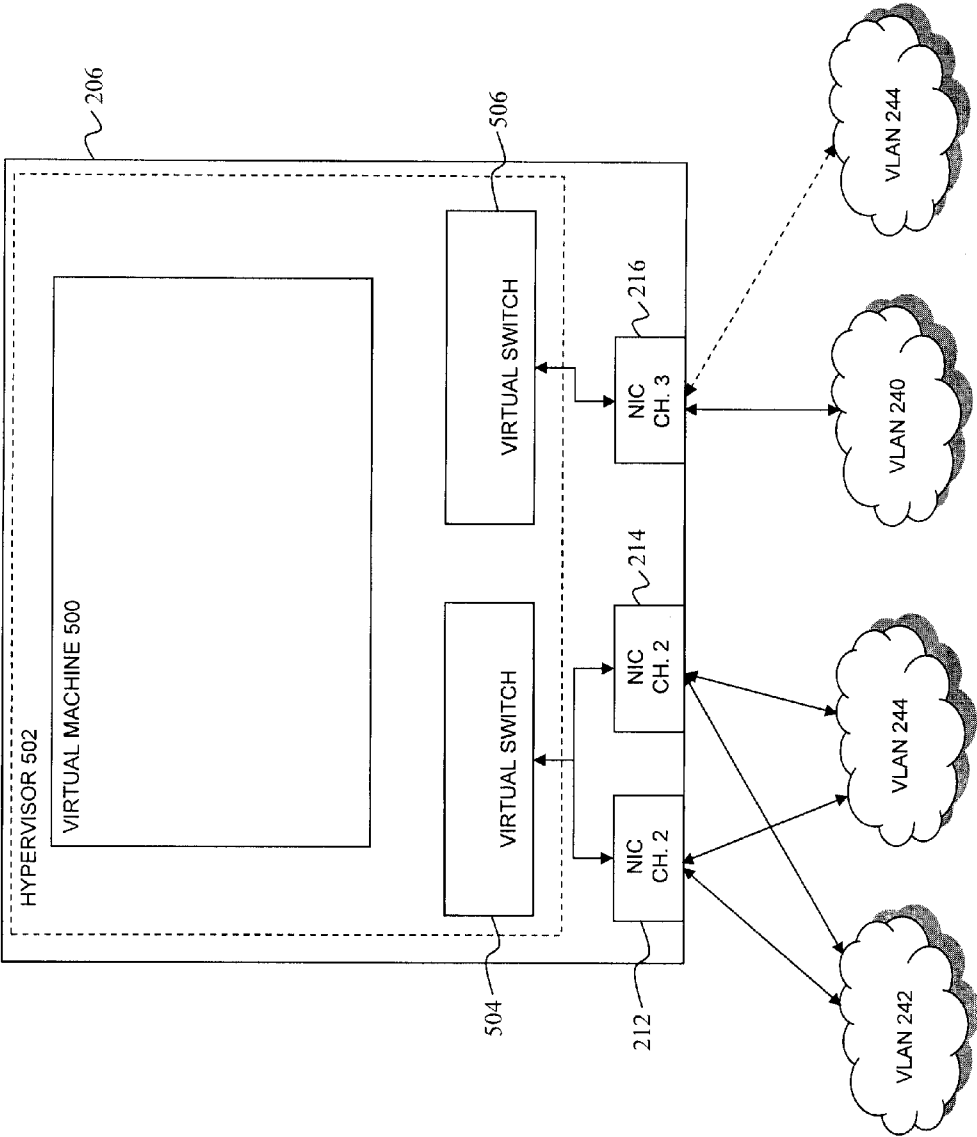 HYPERVISOR 502
VIRTUAL MACHINE 500
206
VIRTUAL SWITCH
504
VIRTUAL SWITCH
506
NIC
CH. 2
212
NIC
CH. 2
214
NIC
CH. 3
216
VLAN 242
VLAN 244
VLAN 240
VLAN 244